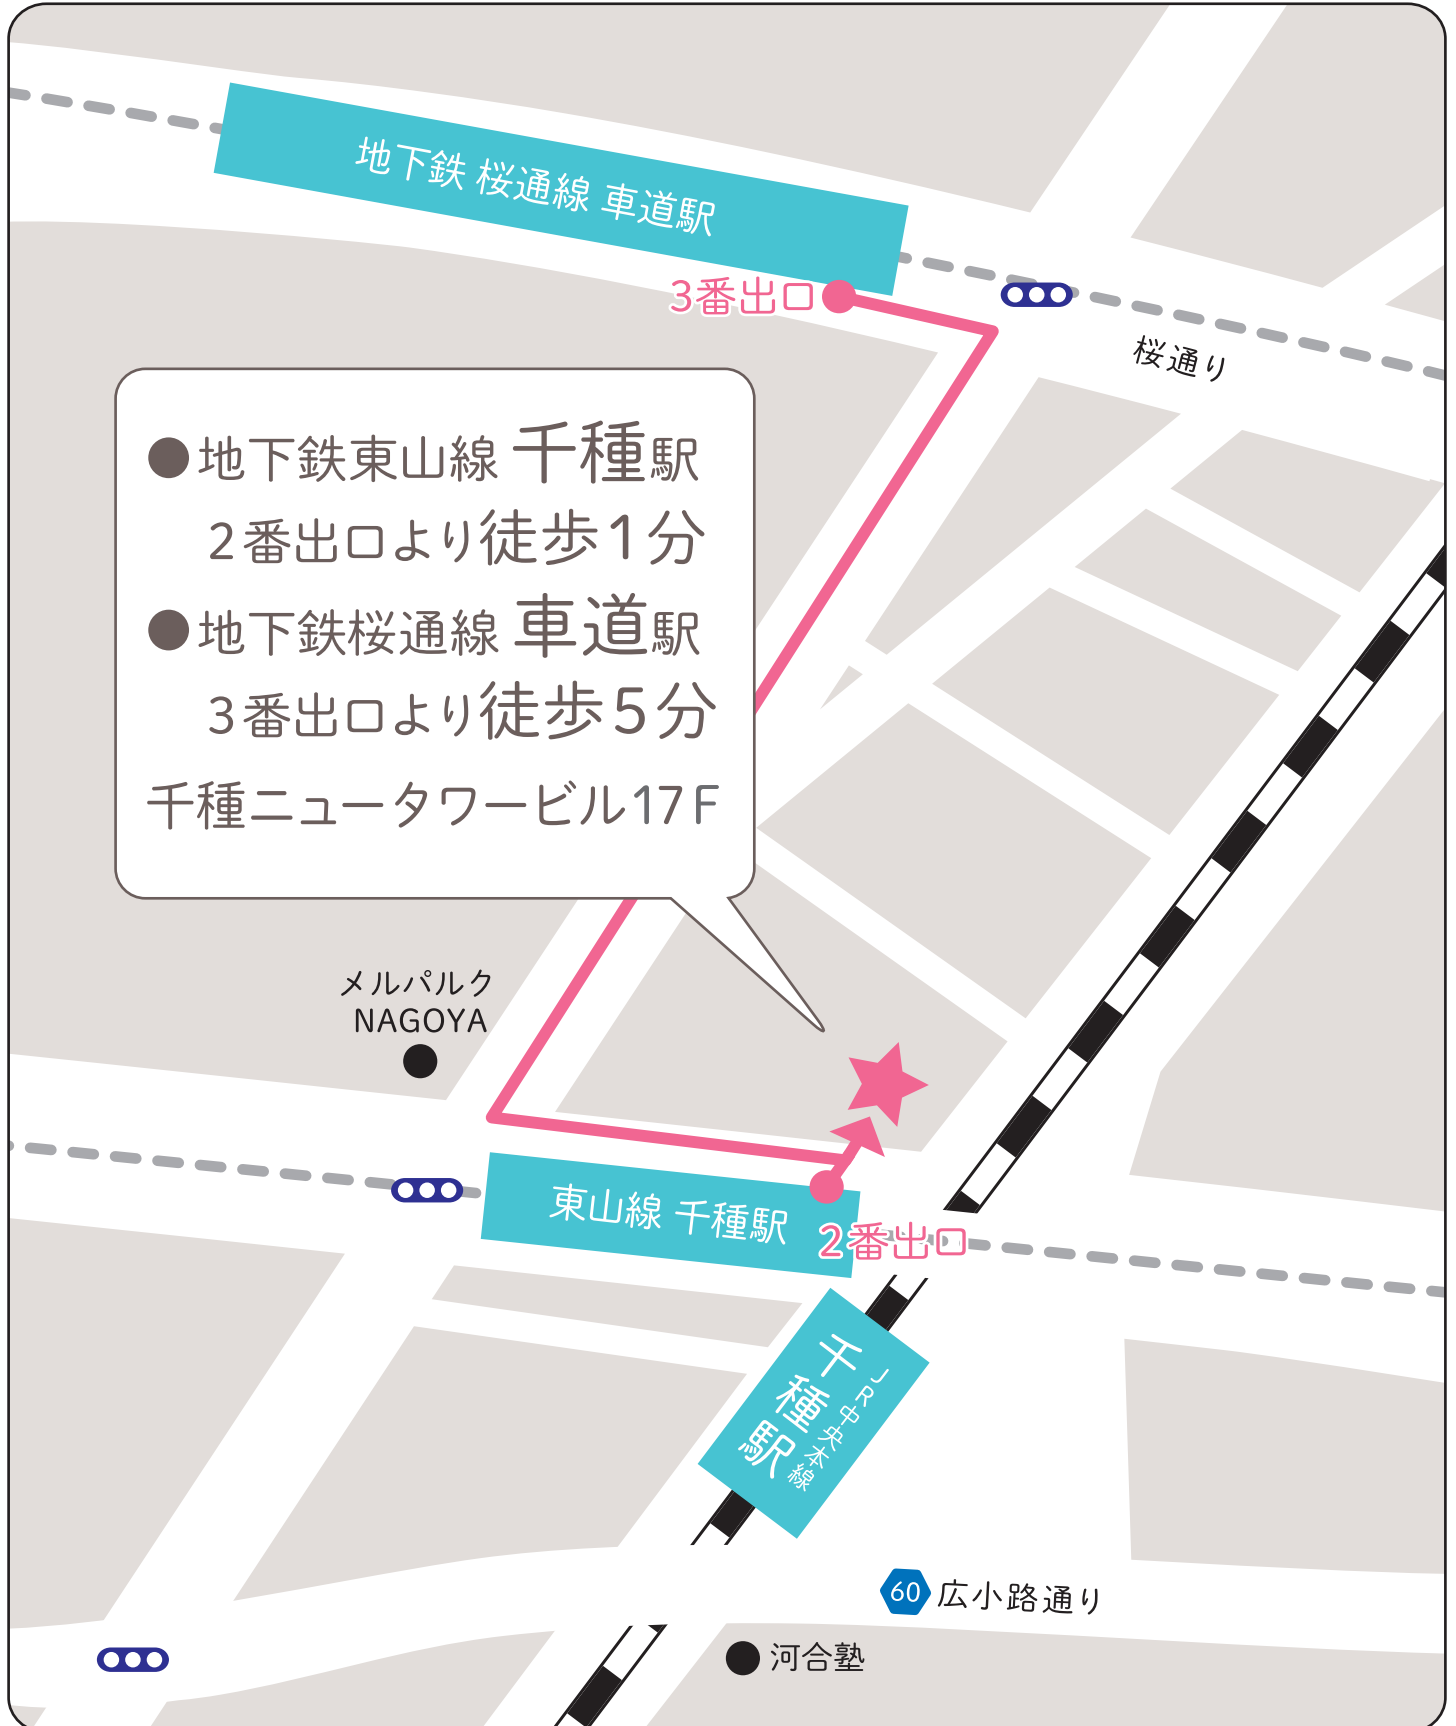 地下鉄 桜通線 車道駅
3番出口
桜通り
●地下鉄東山線 千種駅
2番出口より徒歩1分
●地下鉄桜通線 車道駅
3番出口より徒歩5分
千種ニュータワービル17F
メルパルク
NAGOYA
東山線 千種駅
2番出口
JR中央本線
千種駅
60 広小路通り
河合塾